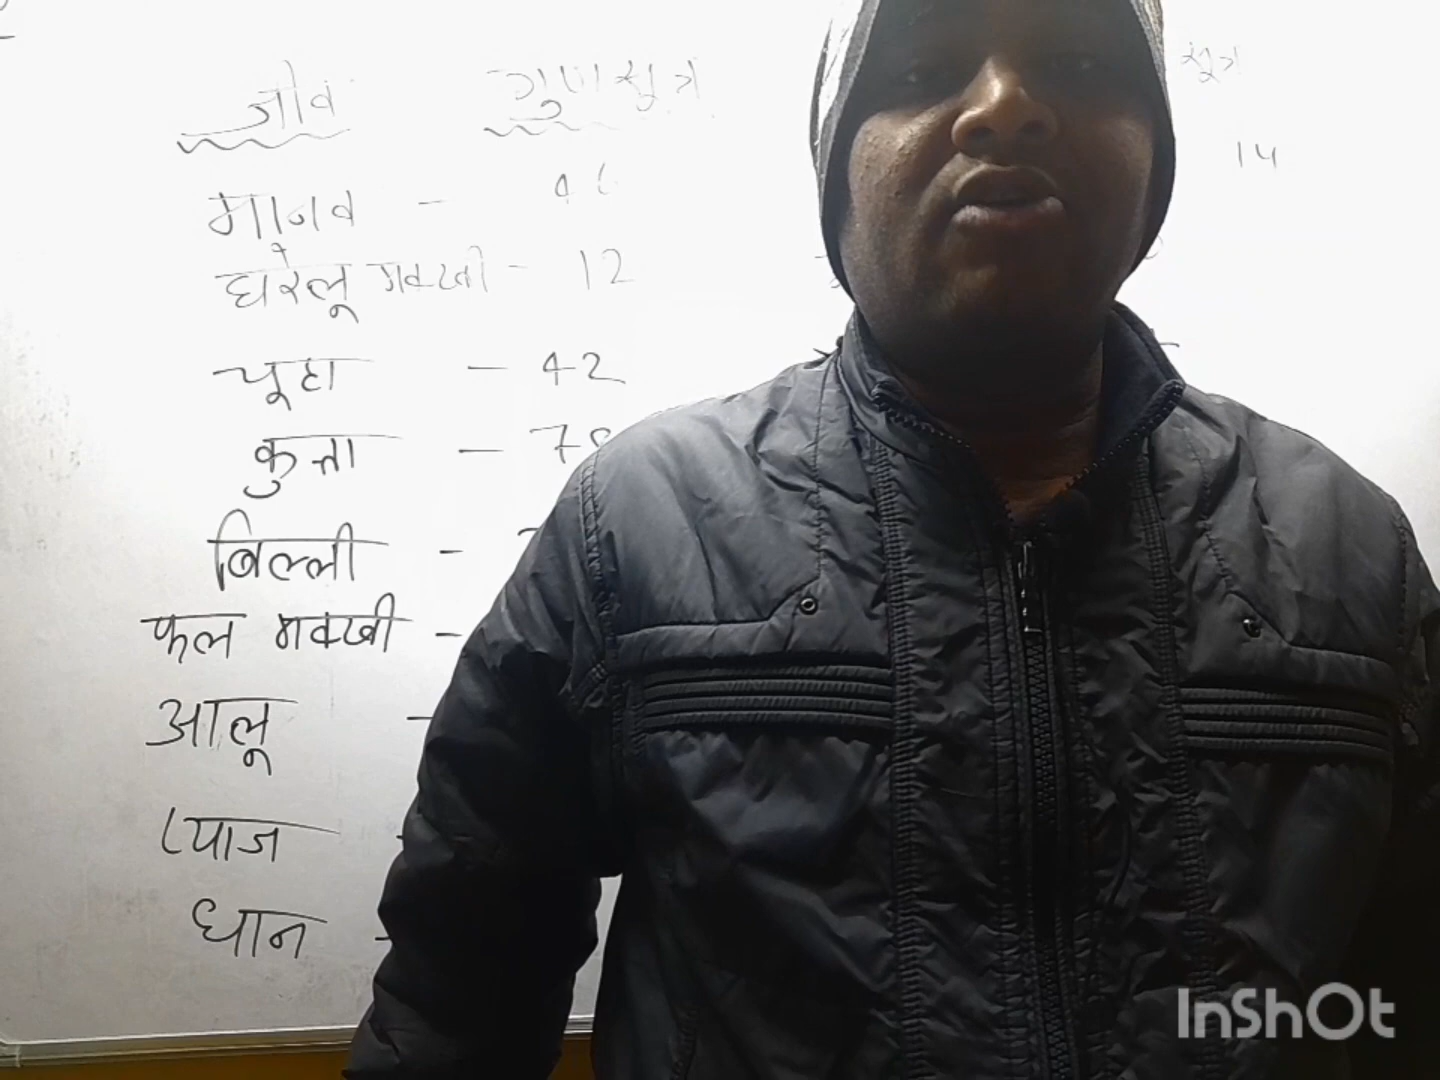 जीव गुणसूत्र सूत्र
मानव - 46 14
घरेलू मक्खी - 12
चूहा - 42
कुत्ता - 78
बिल्ली -
फल मक्खी -
आलू -
प्याज -
धान -
InShOt